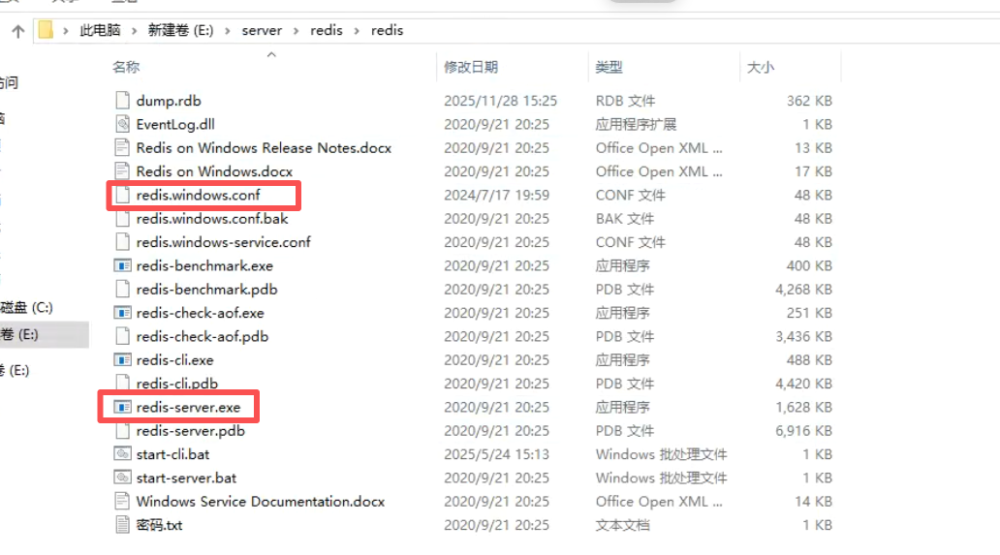 此电脑 新建卷 (E:) server redis redis
名称 修改日期 类型 大小
访问
dump.rdb 2025/11/28 15:25 RDB 文件 362 KB
EventLog.dll 2020/9/21 20:25 应用程序扩展 1 KB
Redis on Windows Release Notes.docx 2020/9/21 20:25 Office Open XML ... 13 KB
Redis on Windows.docx 2020/9/21 20:25 Office Open XML ... 17 KB
redis.windows.conf 2024/7/17 19:59 CONF 文件 48 KB
redis.windows.conf.bak 2020/9/21 20:25 BAK 文件 48 KB
redis.windows-service.conf 2020/9/21 20:25 CONF 文件 48 KB
redis-benchmark.exe 2020/9/21 20:25 应用程序 400 KB
redis-benchmark.pdb 2020/9/21 20:25 PDB 文件 4,268 KB
磁盘 (C:) redis-check-aof.exe 2020/9/21 20:25 应用程序 251 KB
卷 (E:) redis-check-aof.pdb 2020/9/21 20:25 PDB 文件 3,436 KB
redis-cli.exe 2020/9/21 20:25 应用程序 488 KB
卷 (E:) redis-cli.pdb 2020/9/21 20:25 PDB 文件 4,420 KB
redis-server.exe 2020/9/21 20:25 应用程序 1,628 KB
redis-server.pdb 2020/9/21 20:25 PDB 文件 6,916 KB
start-cli.bat 2025/5/24 15:13 Windows 批处理文件 1 KB
start-server.bat 2020/9/21 20:25 Windows 批处理文件 1 KB
Windows Service Documentation.docx 2020/9/21 20:25 Office Open XML ... 14 KB
密码.txt 2020/9/21 20:25 文本文档 1 KB